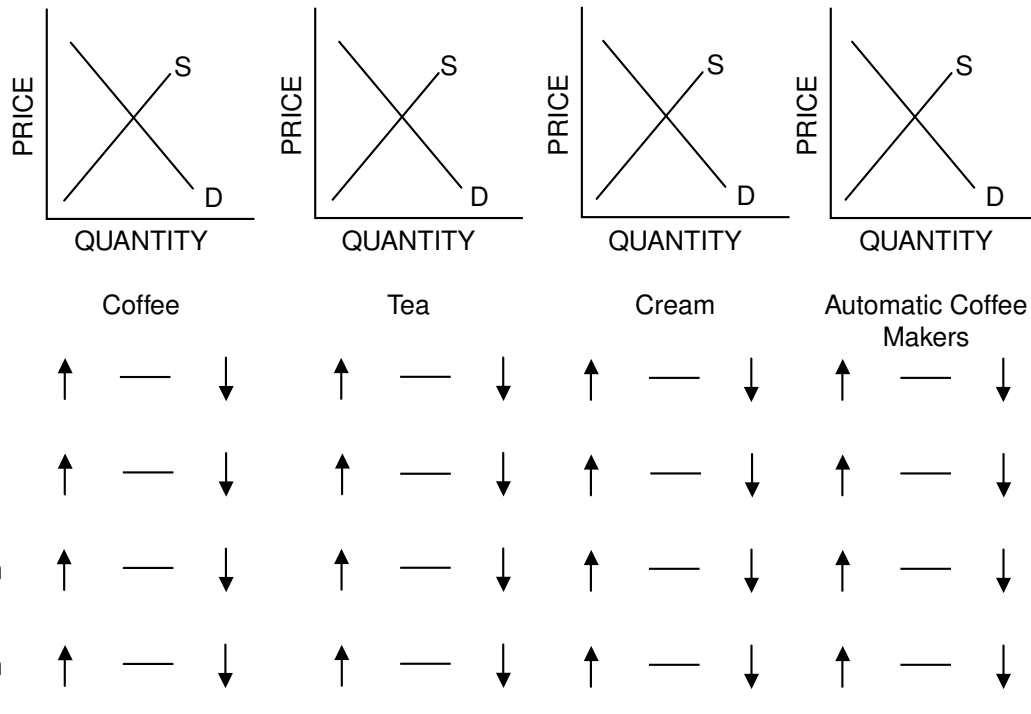 PRICE
S
D
QUANTITY
PRICE
S
D
QUANTITY
PRICE
S
D
QUANTITY
PRICE
S
D
QUANTITY
Coffee
Tea
Cream
Automatic Coffee
Makers